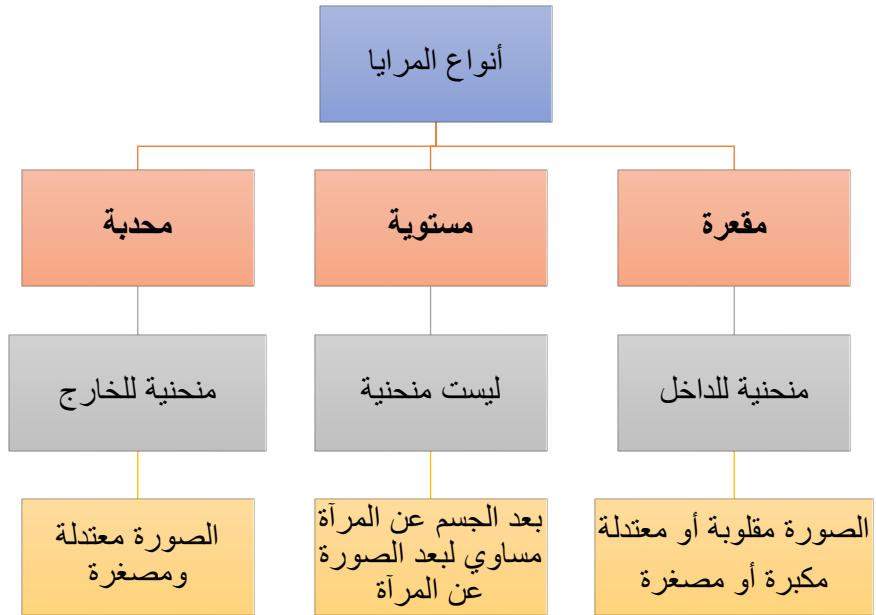 أنواع المرايا
مقعرة
مستوية
محدبة
منحنية للداخل
ليست منحنية
منحنية للخارج
الصورة مقلوبة أو معتدلة
مكبرة أو مصغرة
بعد الجسم عن المرآة
مساوي لبعد الصورة
عن المرآة
الصورة معتدلة
ومصغرة